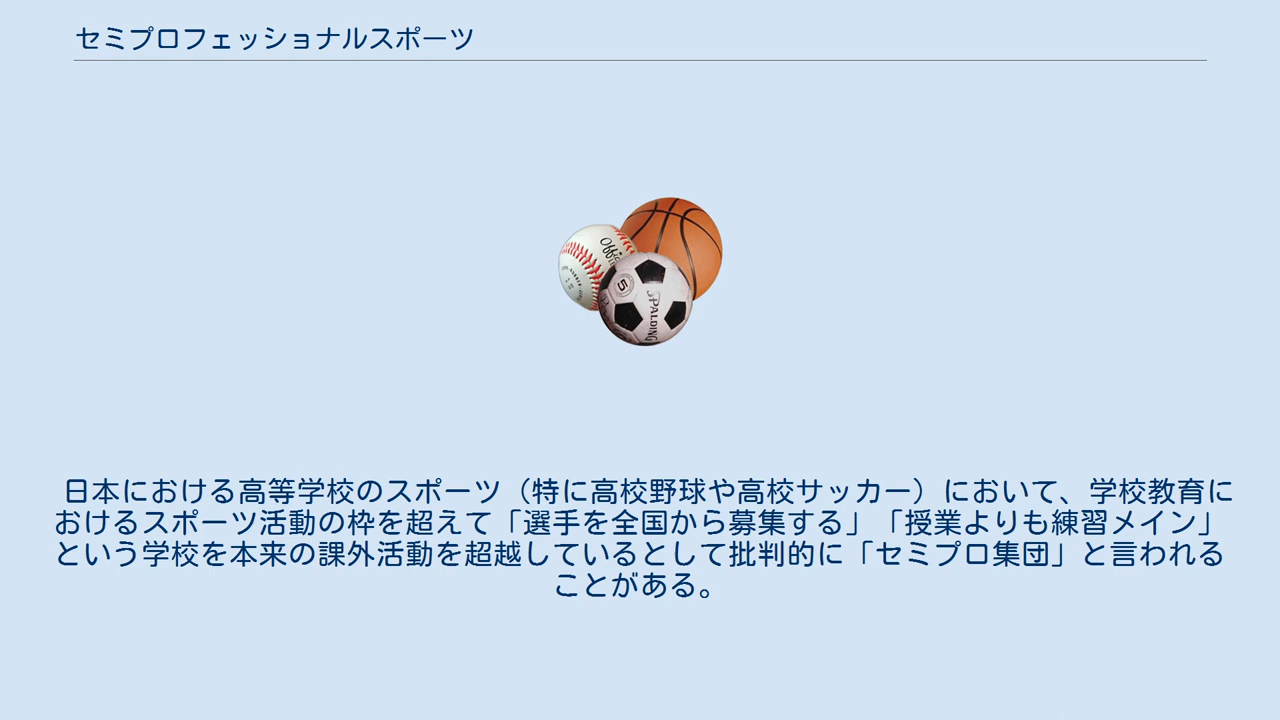 セミプロフェッショナルスポーツ
Offic
5
SPALDING
日本における高等学校のスポーツ（特に高校野球や高校サッカー）において、学校教育に
おけるスポーツ活動の枠を超えて「選手を全国から募集する」「授業よりも練習メイン」
という学校を本来の課外活動を超越しているとして批判的に「セミプロ集団」と言われる
ことがある。